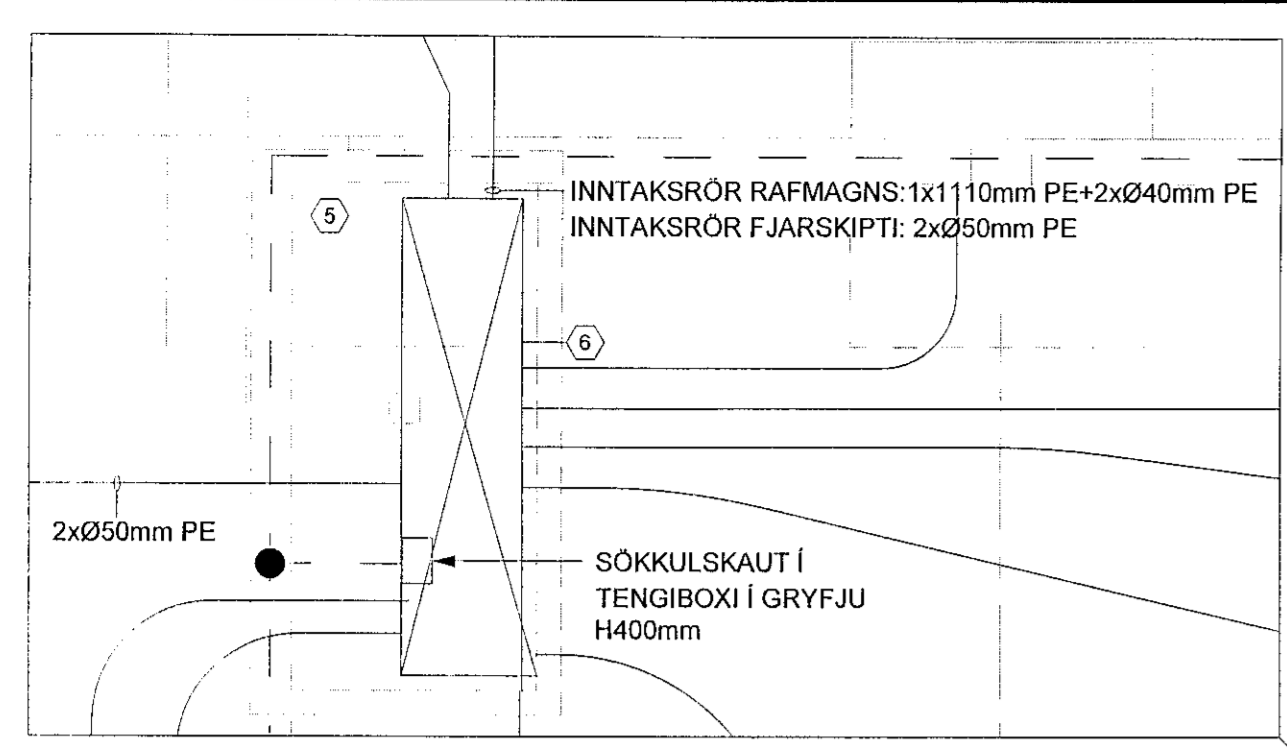 INNTAKSRÖR RAFMAGNS:1x1110mm PE+2xØ40mm PE
INNTAKSRÖR FJARSKIPTI: 2xØ50mm PE
5
6
2xØ50mm PE
SÖKKULSKAUT Í
TENGIBOXI Í GRYFJU
H400mm